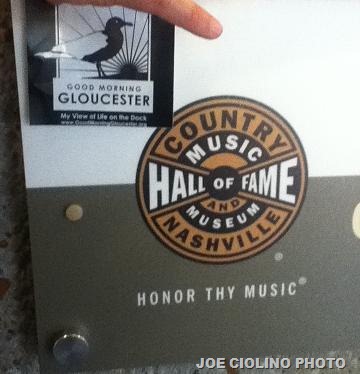 GOOD MORNING
GLOUCESTER
My View of Life on the Dock
www.GoodMorningGloucester.org
COUNTRY
MUSIC
HALL OF FAME
AND
MUSEUM
NASHVILLE
®
HONOR THY MUSIC®
JOE CIOLINO PHOTO